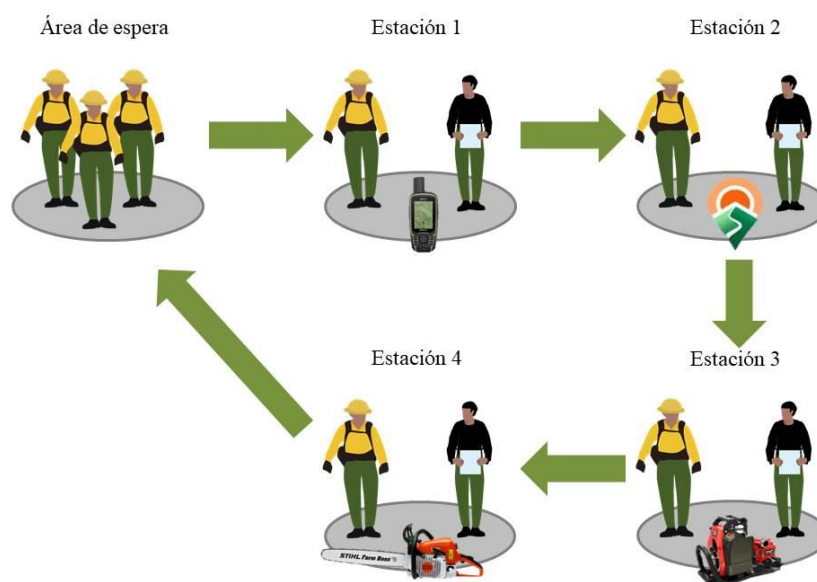 Área de espera
Estación 1
Estación 2
Estación 4
Estación 3
STIHL Farm Boss